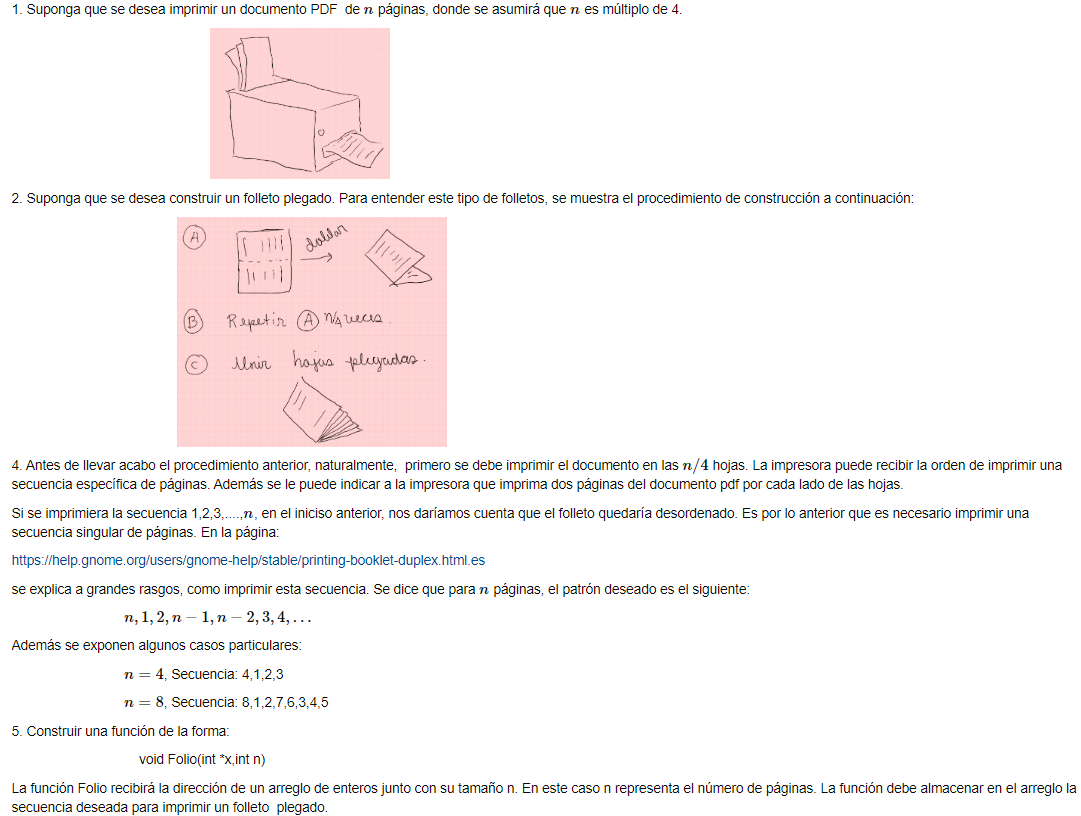 1. Suponga que se desea imprimir un documento PDF de n páginas, donde se asumirá que n es múltiplo de 4.
2. Suponga que se desea construir un folleto plegado. Para entender este tipo de folletos, se muestra el procedimiento de construcción a continuación:
A
doblar
B Repetir A n/4 veces.
C Unir hojas plegadas.
4. Antes de llevar acabo el procedimiento anterior, naturalmente, primero se debe imprimir el documento en las n/4 hojas. La impresora puede recibir la orden de imprimir una
secuencia específica de páginas. Además se le puede indicar a la impresora que imprima dos páginas del documento pdf por cada lado de las hojas.
Si se imprimiera la secuencia 1,2,3,....,n, en el iniciso anterior, nos daríamos cuenta que el folleto quedaría desordenado. Es por lo anterior que es necesario imprimir una
secuencia singular de páginas. En la página:
https://help.gnome.org/users/gnome-help/stable/printing-booklet-duplex.html.es
se explica a grandes rasgos, como imprimir esta secuencia. Se dice que para n páginas, el patrón deseado es el siguiente:
n, 1, 2, n − 1, n − 2, 3, 4, . . .
Además se exponen algunos casos particulares:
n = 4, Secuencia: 4,1,2,3
n = 8, Secuencia: 8,1,2,7,6,3,4,5
5. Construir una función de la forma:
void Folio(int *x,int n)
La función Folio recibirá la dirección de un arreglo de enteros junto con su tamaño n. En este caso n representa el número de páginas. La función debe almacenar en el arreglo la
secuencia deseada para imprimir un folleto plegado.